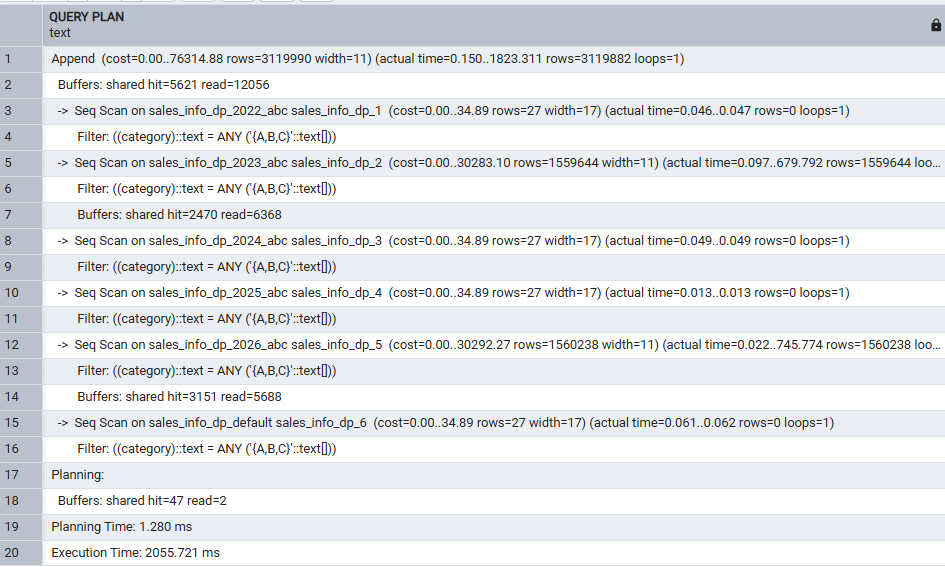 QUERY PLAN
text
1 Append (cost=0.00..76314.88 rows=3119990 width=11) (actual time=0.150..1823.311 rows=3119882 loops=1)
2 Buffers: shared hit=5621 read=12056
3 -> Seq Scan on sales_info_dp_2022_abc sales_info_dp_1 (cost=0.00..34.89 rows=27 width=17) (actual time=0.046..0.047 rows=0 loops=1)
4 Filter: ((category)::text = ANY ('{A,B,C}'::text[]))
5 -> Seq Scan on sales_info_dp_2023_abc sales_info_dp_2 (cost=0.00..30283.10 rows=1559644 width=11) (actual time=0.097..679.792 rows=1559644 loo...
6 Filter: ((category)::text = ANY ('{A,B,C}'::text[]))
7 Buffers: shared hit=2470 read=6368
8 -> Seq Scan on sales_info_dp_2024_abc sales_info_dp_3 (cost=0.00..34.89 rows=27 width=17) (actual time=0.049..0.049 rows=0 loops=1)
9 Filter: ((category)::text = ANY ('{A,B,C}'::text[]))
10 -> Seq Scan on sales_info_dp_2025_abc sales_info_dp_4 (cost=0.00..34.89 rows=27 width=17) (actual time=0.013..0.013 rows=0 loops=1)
11 Filter: ((category)::text = ANY ('{A,B,C}'::text[]))
12 -> Seq Scan on sales_info_dp_2026_abc sales_info_dp_5 (cost=0.00..30292.27 rows=1560238 width=11) (actual time=0.022..745.774 rows=1560238 loo...
13 Filter: ((category)::text = ANY ('{A,B,C}'::text[]))
14 Buffers: shared hit=3151 read=5688
15 -> Seq Scan on sales_info_dp_default sales_info_dp_6 (cost=0.00..34.89 rows=27 width=17) (actual time=0.061..0.062 rows=0 loops=1)
16 Filter: ((category)::text = ANY ('{A,B,C}'::text[]))
17 Planning:
18 Buffers: shared hit=47 read=2
19 Planning Time: 1.280 ms
20 Execution Time: 2055.721 ms